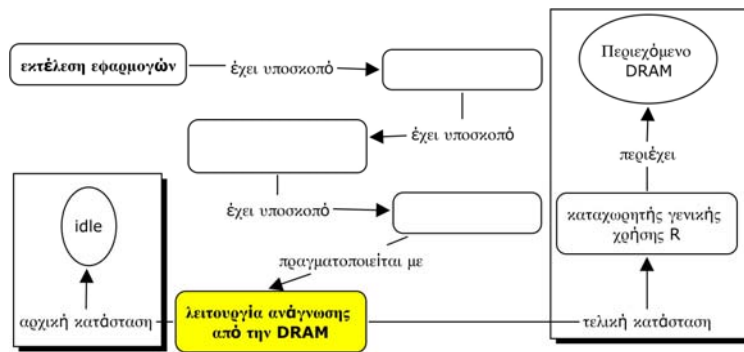 εκτέλεση εφαρμογών
έχει υποσκοπό
Περιεχόμενο
DRAM
έχει υποσκοπό
περιέχει
idle
έχει υποσκοπό
καταχωρητής γενικής
χρήσης R
πραγματοποιείται με
αρχική κατάσταση
λειτουργία ανάγνωσης
από την DRAM
τελική κατάσταση